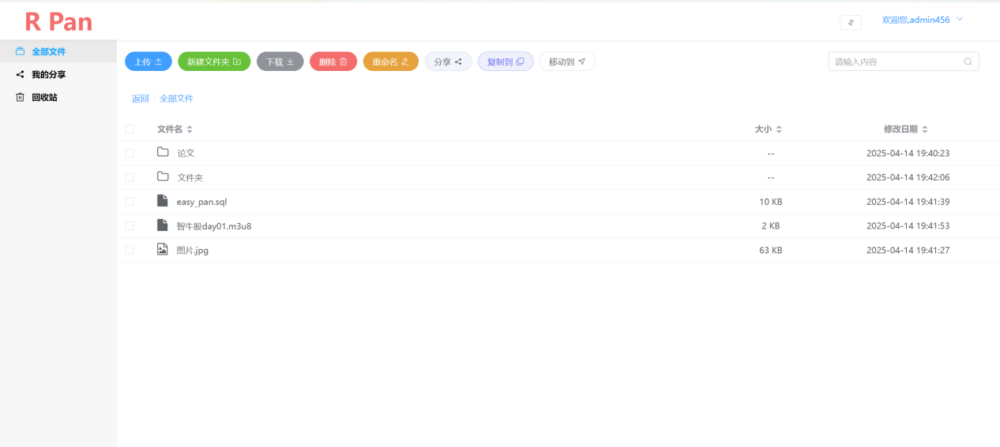 R Pan
欢迎您,admin456
全部文件
我的分享
回收站
上传 新建文件夹 下载 删除 重命名 分享 复制到 移动到 请输入内容
返回 全部文件
文件名 大小 修改日期
论文 -- 2025-04-14 19:40:23
文件夹 -- 2025-04-14 19:42:06
easy_pan.sql 10 KB 2025-04-14 19:41:39
智牛股day01.m3u8 2 KB 2025-04-14 19:41:53
图片.jpg 63 KB 2025-04-14 19:41:27